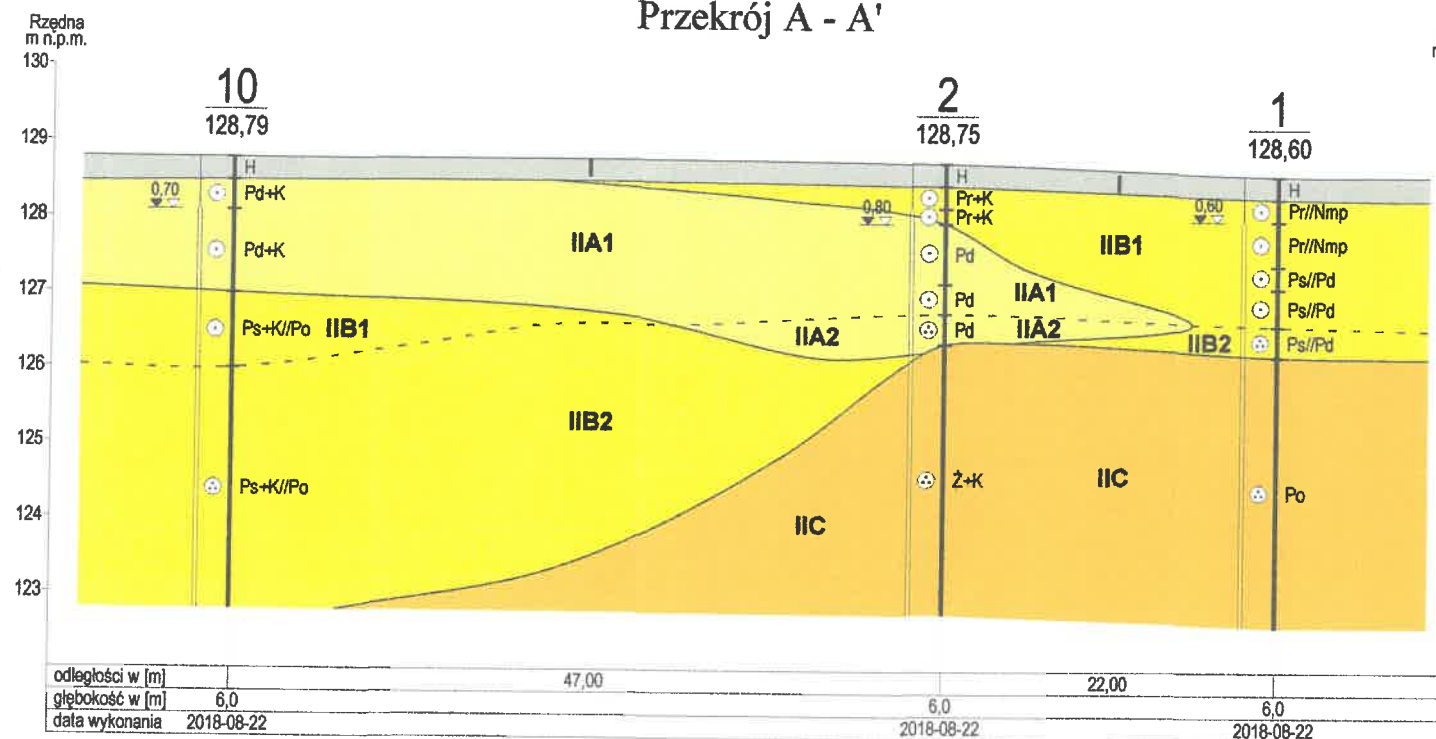 Przekrój A - A'
Rzędna
m n.p.m.
130
129
128
127
126
125
124
123
10
128,79
2
128,75
1
128,60
H
H
H
0,70
Pd+K
Pd+K
Ps+K//Po
Ps+K//Po
0,80
Pr+K
Pr+K
Pd
Pd
Pd
Ż+K
0,60
Pr//Nmp
Pr//Nmp
Ps//Pd
Ps//Pd
Ps//Pd
Po
IIA1
IIB1
IIA1
IIB1
IIA2
IIA2
IIB2
IIB2
IIC
IIC
odległości w [m] 47,00 22,00
głębokość w [m] 6,0 6,0 6,0
data wykonania 2018-08-22 2018-08-22 2018-08-22